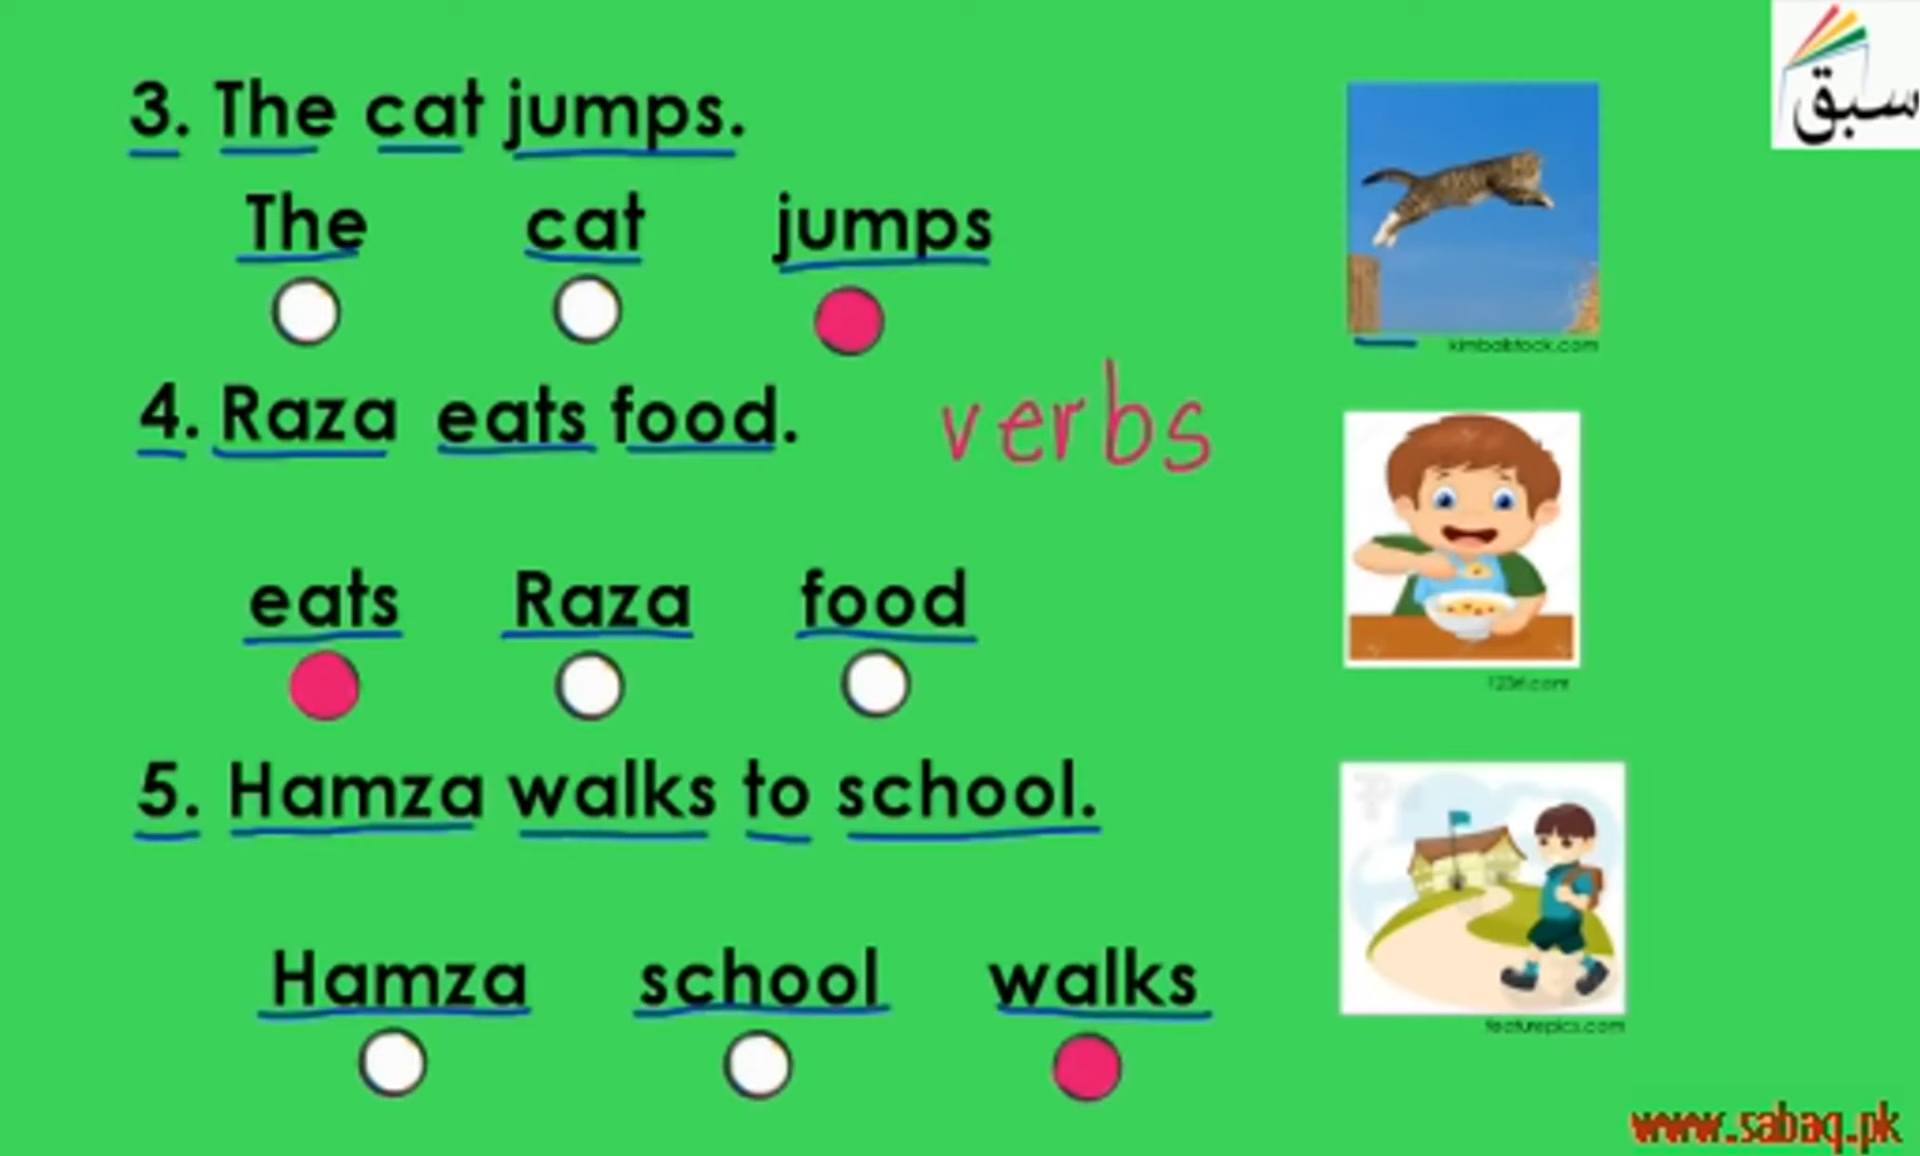 سبق
3. The cat jumps.
The cat jumps
4. Raza eats food. verbs
eats Raza food
5. Hamza walks to school.
Hamza school walks
www.sabaq.pk